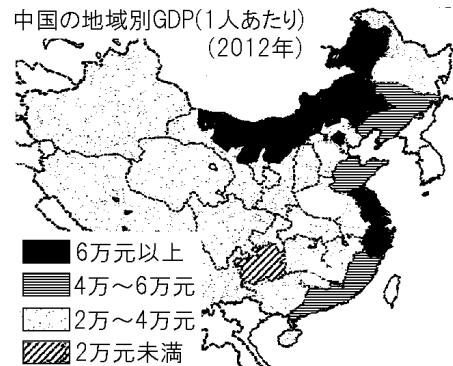 中国の地域別GDP(1人あたり)
(2012年)
6万元以上
4万～6万元
2万～4万元
2万元未満